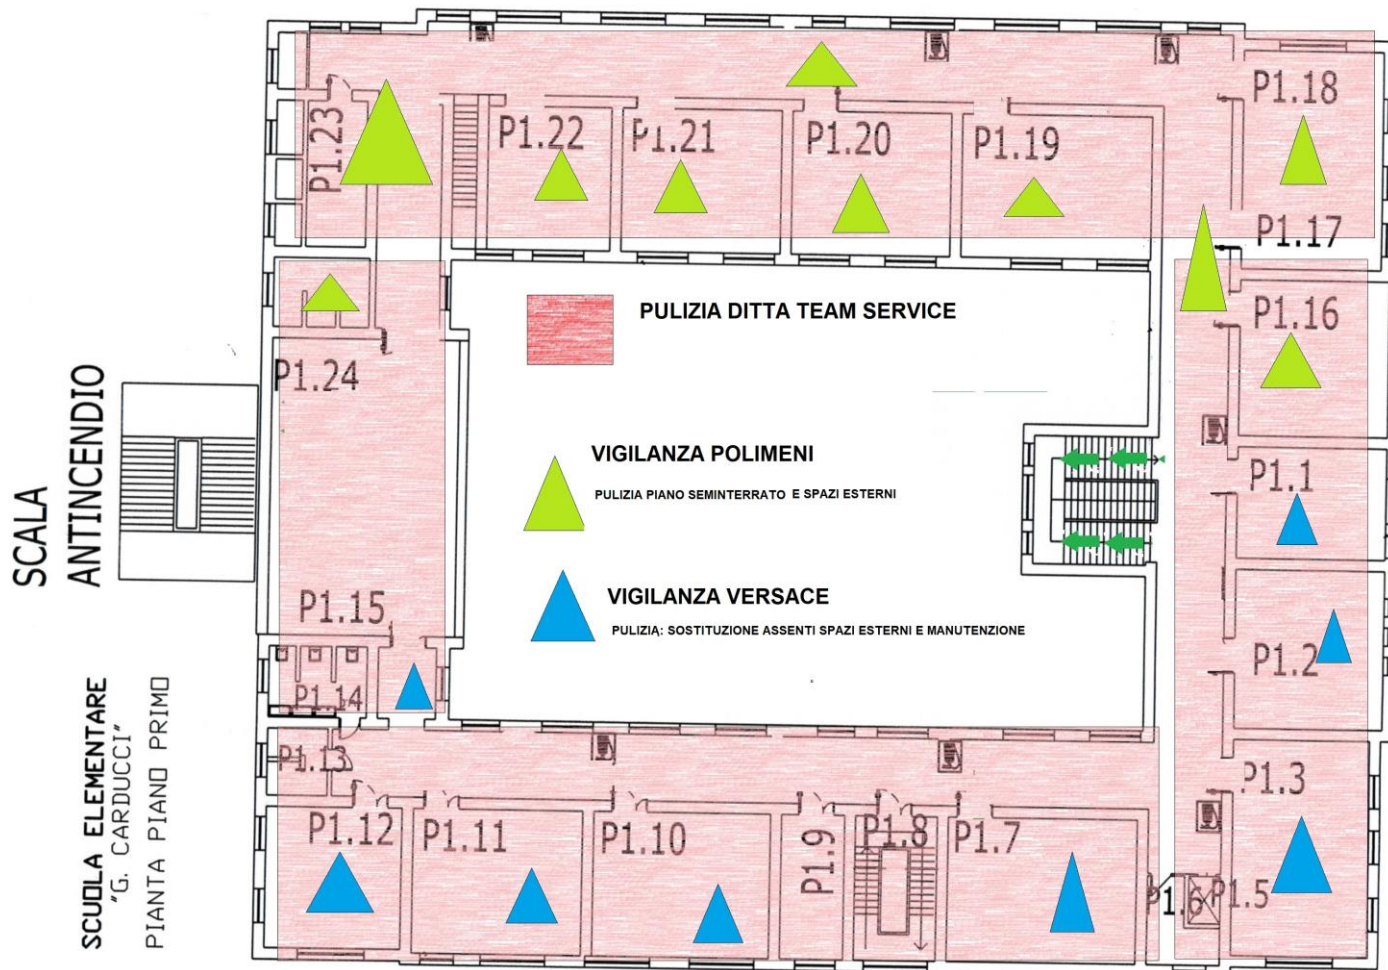 P1.18
P1.23
P1.22
P1.21
P1.20
P1.19
P1.17
P1.16
PULIZIA DITTA TEAM SERVICE
P1.24
SCALA
ANTINCENDIO
VIGILANZA POLIMENI
PULIZIA PIANO SEMINTERRATO E SPAZI ESTERNI
P1.1
VIGILANZA VERSACE
PULIZIA: SOSTITUZIONE ASSENTI SPAZI ESTERNI E MANUTENZIONE
P1.15
P1.2
P1.14
SCUOLA ELEMENTARE
"G. CARDUCCI"
PIANTA PIANO PRIMO
P1.13
P1.3
P1.12
P1.11
P1.10
P1.9
P1.8
P1.7
P1.6
P1.5